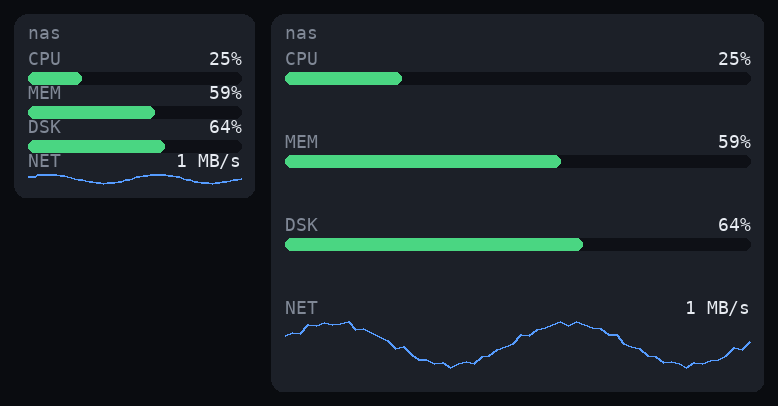 nas
CPU 25%
MEM 59%
DSK 64%
NET 1 MB/s
nas
CPU 25%
MEM 59%
DSK 64%
NET 1 MB/s